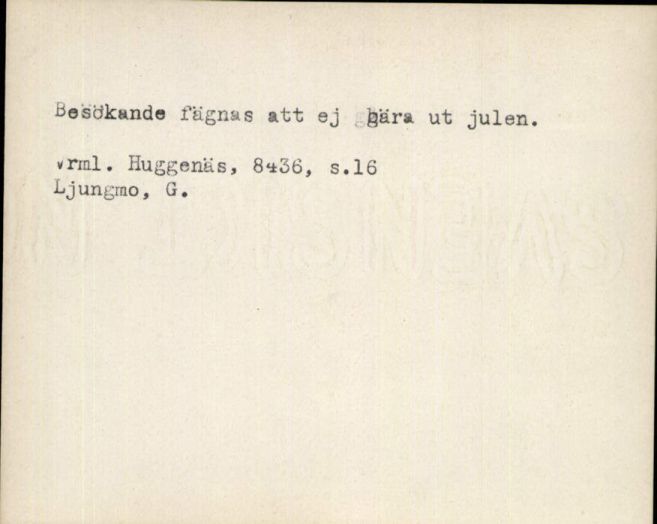 Besökande fägnas att ej bära ut julen.
Vrml. Huggenäs, 8436, s.16
Ljungmo, G.